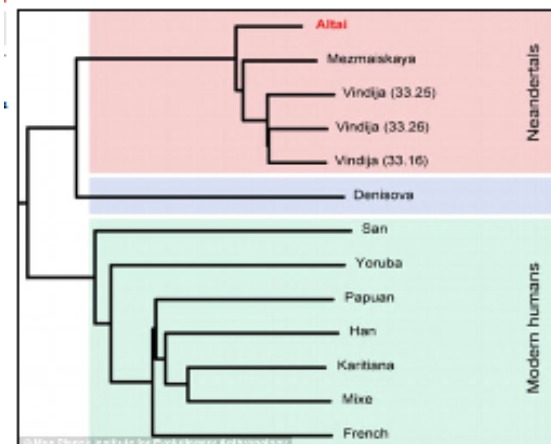 Altai
Mezmaiskaya
Vindija (33.25)
Vindija (33.26)
Vindija (33.16)
Neandertals
Denisova
San
Yoruba
Papuan
Han
Karitiana
Mixe
French
Modern humans